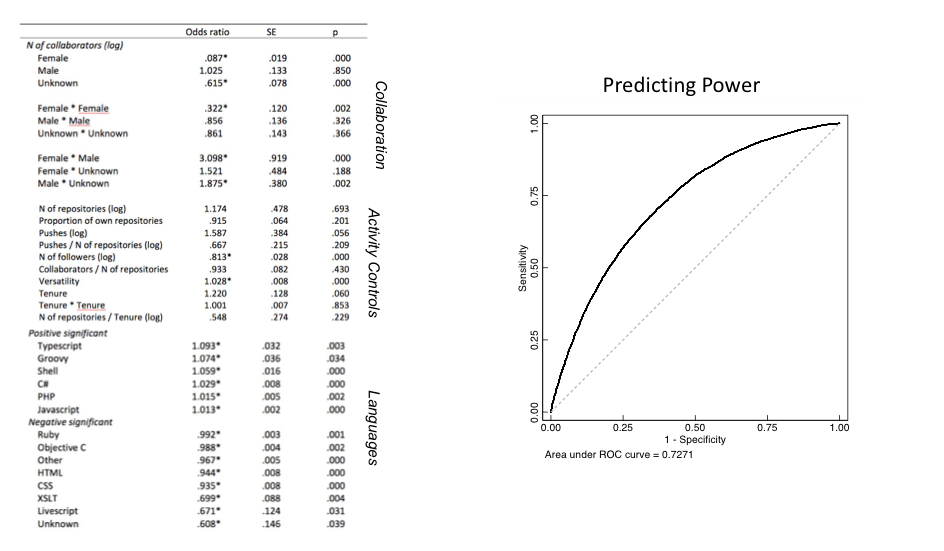 Odds ratio SE p
N of collaborators (log)
Female .087* .019 .000
Male 1.025 .133 .850
Unknown .615* .078 .000
Female * Female .322* .120 .002
Male * Male .856 .136 .326
Unknown * Unknown .861 .143 .366
Female * Male 3.098* .919 .000
Female * Unknown 1.521 .484 .188
Male * Unknown 1.875* .380 .002
Collaboration
N of repositories (log) 1.174 .478 .693
Proportion of own repositories .915 .064 .201
Pushes (log) 1.587 .384 .056
Pushes / N of repositories (log) .667 .215 .209
N of followers (log) .813* .028 .000
Collaborators / N of repositories .933 .082 .430
Versatility 1.028* .008 .000
Tenure 1.220 .128 .060
Tenure * Tenure 1.001 .007 .853
N of repositories / Tenure (log) .548 .274 .229
Activity Controls
Positive significant
Typescript 1.093* .032 .003
Groovy 1.074* .036 .034
Shell 1.059* .016 .000
C# 1.029* .008 .000
PHP 1.015* .005 .002
Javascript 1.013* .002 .000
Negative significant
Ruby .992* .003 .001
Objective C .988* .004 .002
Other .967* .005 .000
HTML .944* .008 .000
CSS .935* .008 .000
XSLT .699* .088 .004
Livescript .671* .124 .031
Unknown .608* .146 .039
Languages
Predicting Power
Sensitivity
1.00
0.75
0.50
0.25
0.00
0.00 0.25 0.50 0.75 1.00
1 - Specificity
Area under ROC curve = 0.7271